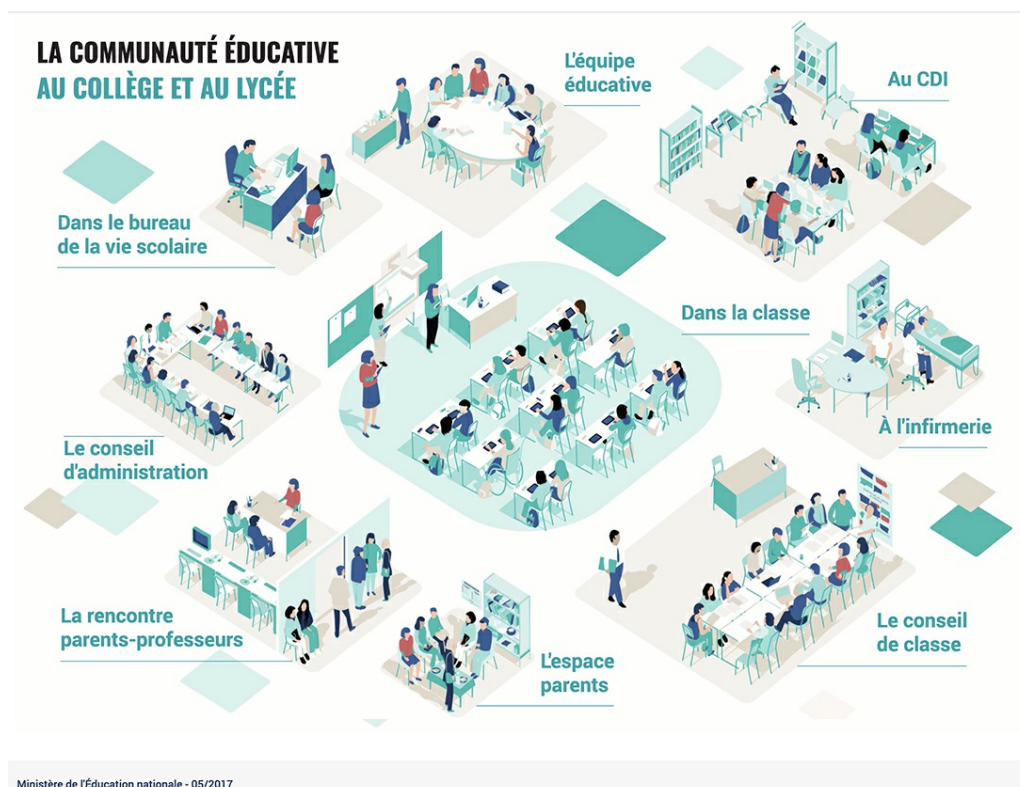 LA COMMUNAUTÉ ÉDUCATIVE
AU COLLÈGE ET AU LYCÉE
L'équipe
éducative
Au CDI
Dans le bureau
de la vie scolaire
Dans la classe
À l'infirmerie
Le conseil
d'administration
La rencontre
parents-professeurs
L'espace
parents
Le conseil
de classe
Ministère de l'Éducation nationale - 05/2017